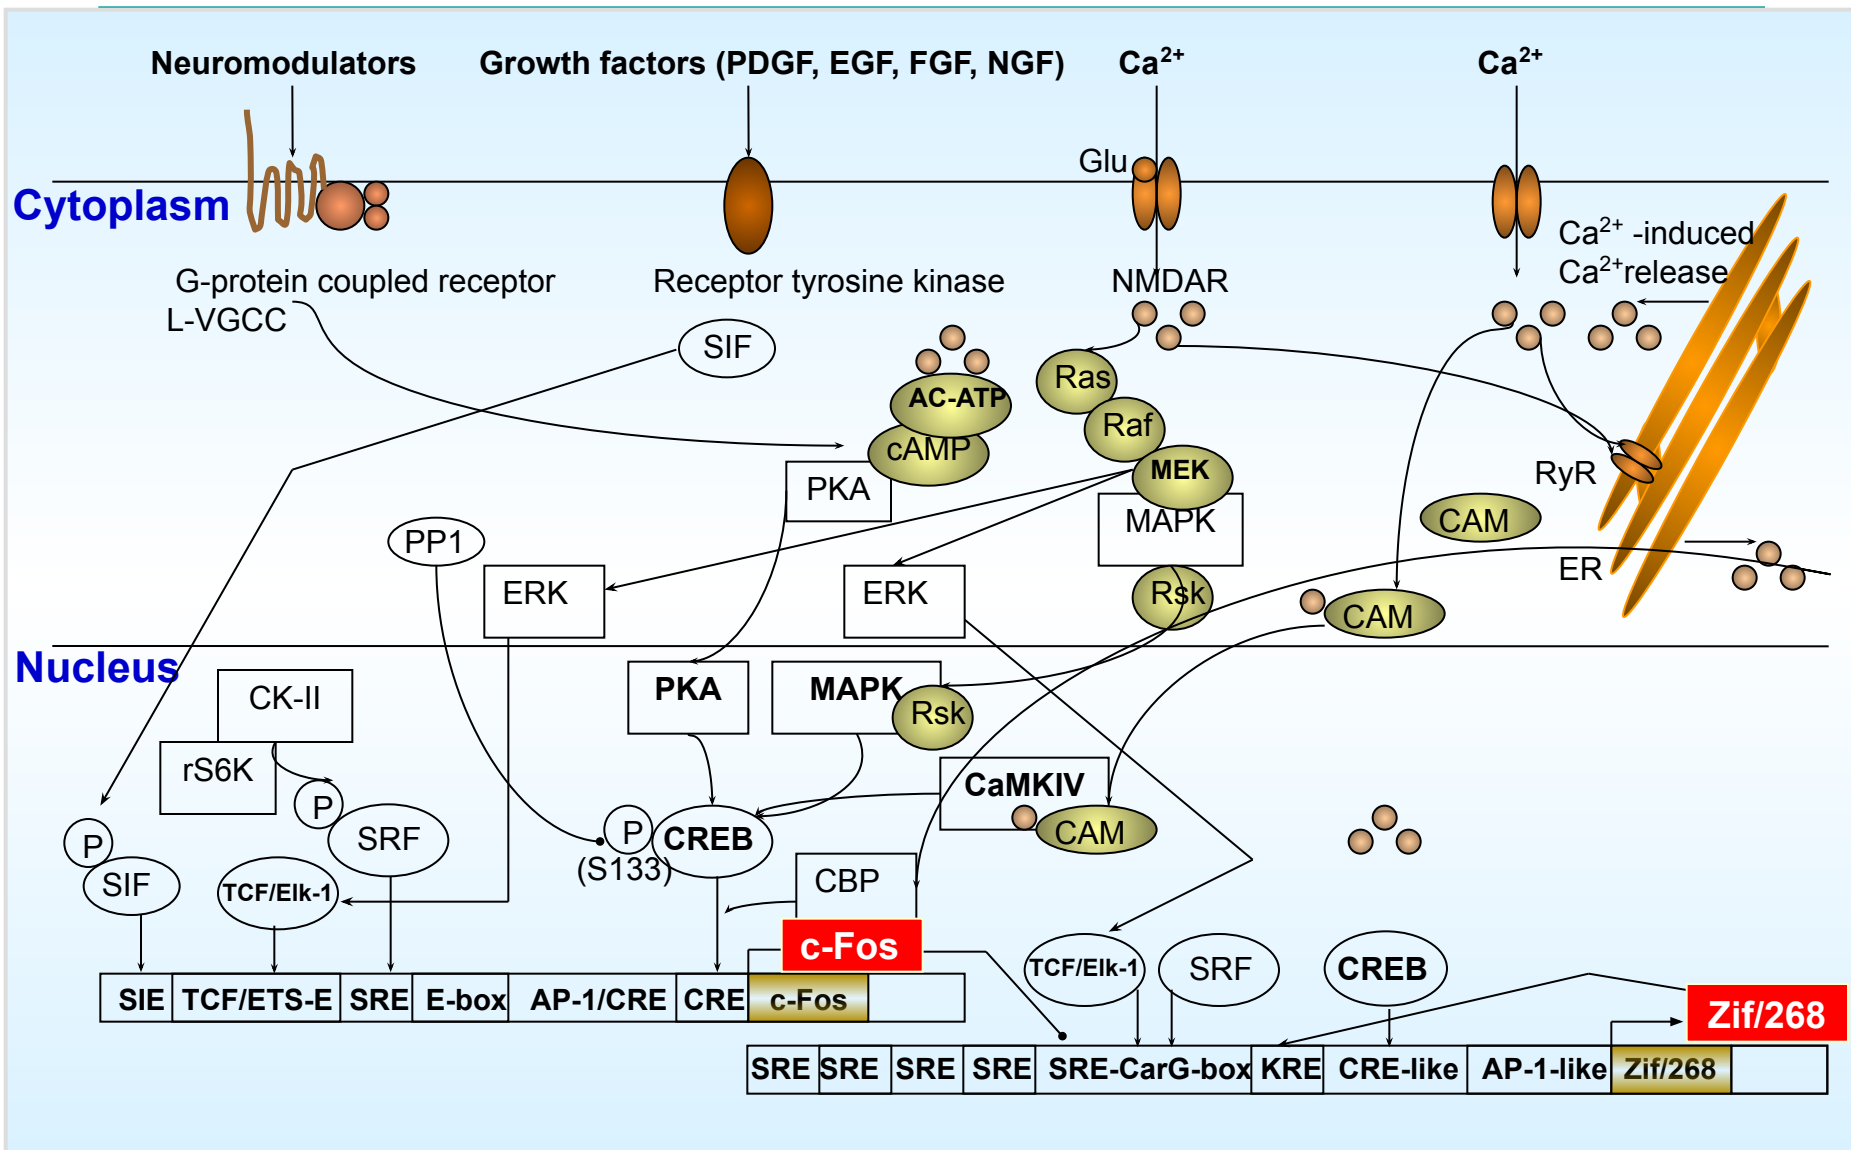 Neuromodulators
Growth factors (PDGF, EGF, FGF, NGF)
Ca2+
Ca2+
Glu
Cytoplasm
Ca2+ -induced
Ca2+release
G-protein coupled receptor
L-VGCC
Receptor tyrosine kinase
NMDAR
SIF
AC-ATP
cAMP
PKA
Ras
Raf
MEK
MAPK
Rsk
RyR
CAM
ER
CAM
PP1
ERK
ERK
Nucleus
CK-II
rS6K
P
SRF
P
SIF
TCF/Elk-1
PKA
MAPK
Rsk
CaMKIV
CAM
P
CREB
(S133)
CBP
c-Fos
TCF/Elk-1
SRF
CREB
SIE TCF/ETS-E SRE E-box AP-1/CRE CRE c-Fos
Zif/268
SRE SRE SRE SRE SRE-CarG-box KRE CRE-like AP-1-like Zif/268